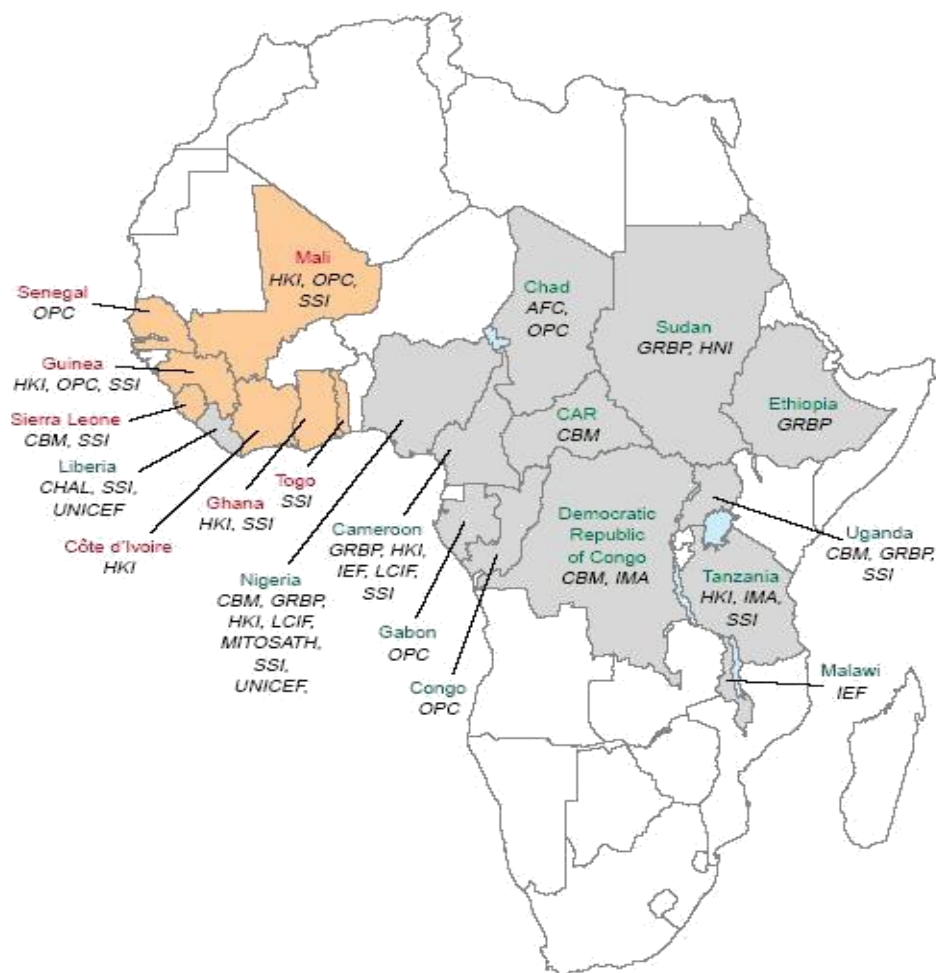 Mali
HKI, OPC,
SSI
Senegal
OPC
Guinea
HKI, OPC, SSI
Sierra Leone
CBM, SSI
Liberia
CHAL, SSI,
UNICEF
Côte d'Ivoire
HKI
Ghana
HKI, SSI
Togo
SSI
Nigeria
CBM, GRBP,
HKI, LCIF,
MITOSATH,
SSI,
UNICEF,
Cameroon
GRBP, HKI,
IEF, LCIF,
SSI
Gabon
OPC
Congo
OPC
Chad
AFC,
OPC
CAR
CBM
Sudan
GRBP, HNI
Ethiopia
GRBP
Democratic
Republic
of Congo
CBM, IMA
Uganda
CBM, GRBP,
SSI
Tanzania
HKI, IMA,
SSI
Malawi
IEF